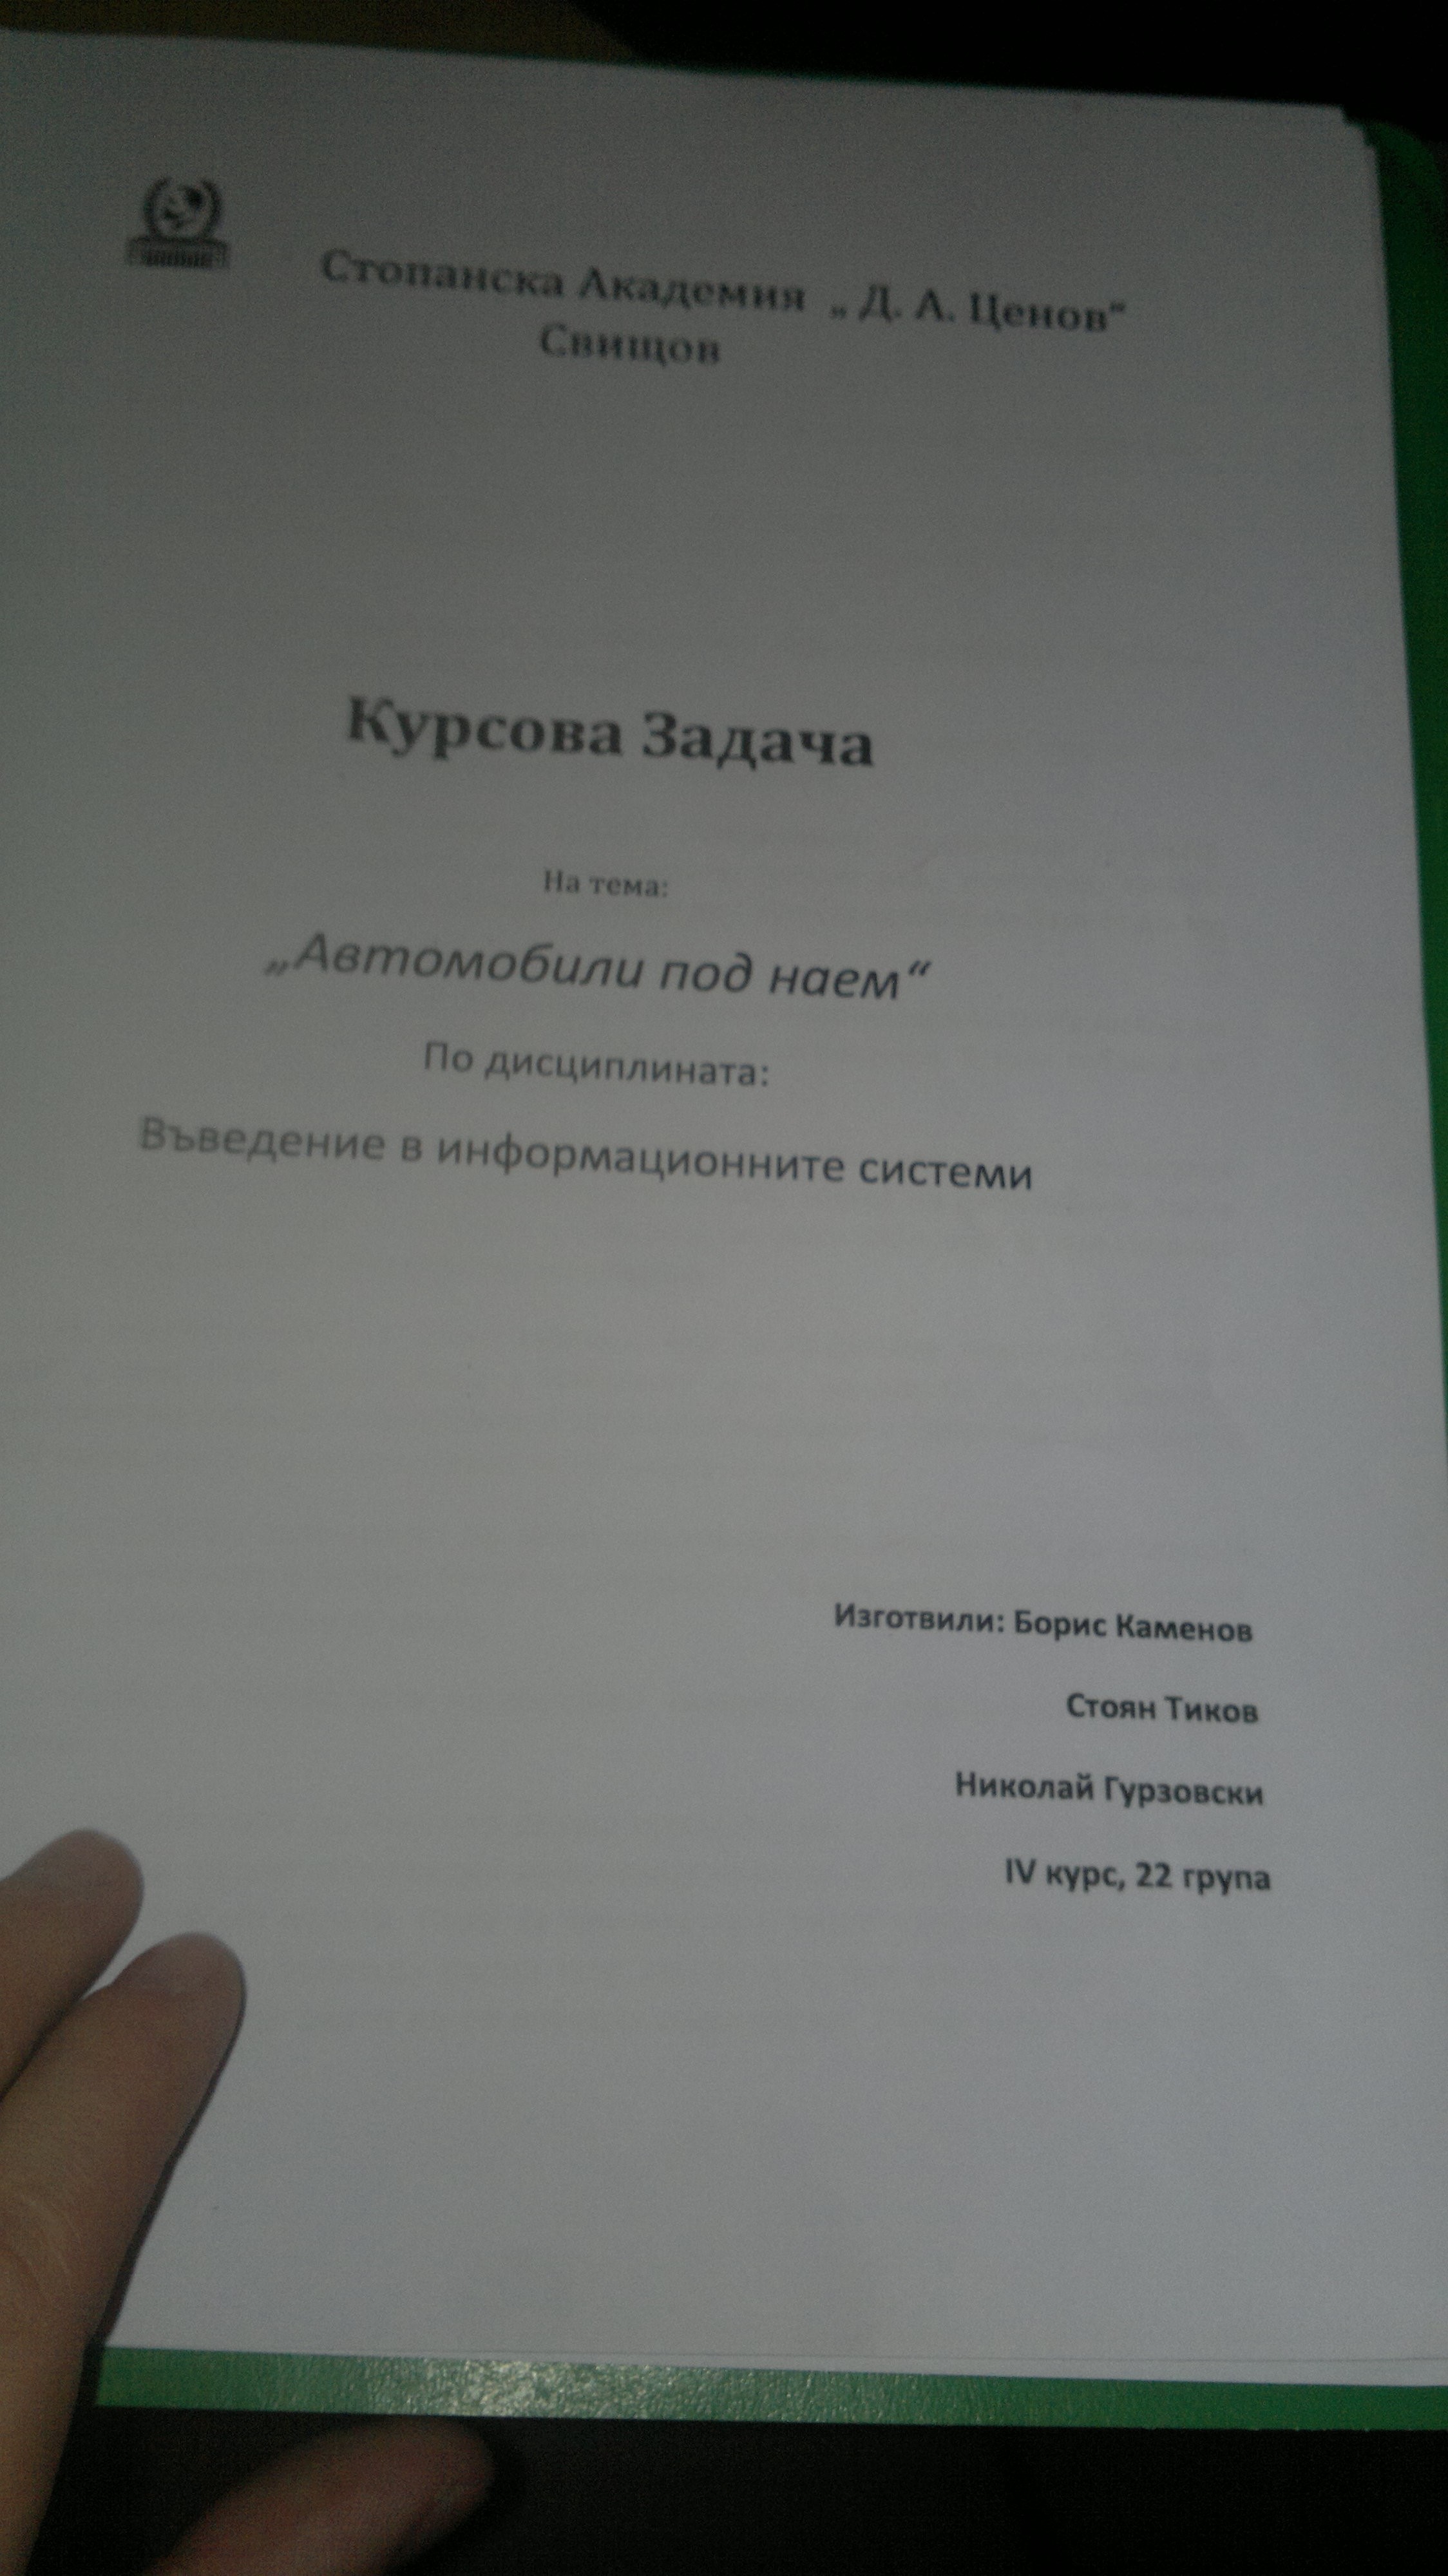 Стопанска Академия „ Д. А. Ценов“
Свищов
Курсова Задача
На тема:
„Автомобили под наем“
По дисциплината:
Въведение в информационните системи
Изготвили: Борис Каменов
Стоян Тиков
Николай Гурзовски
IV курс, 22 група